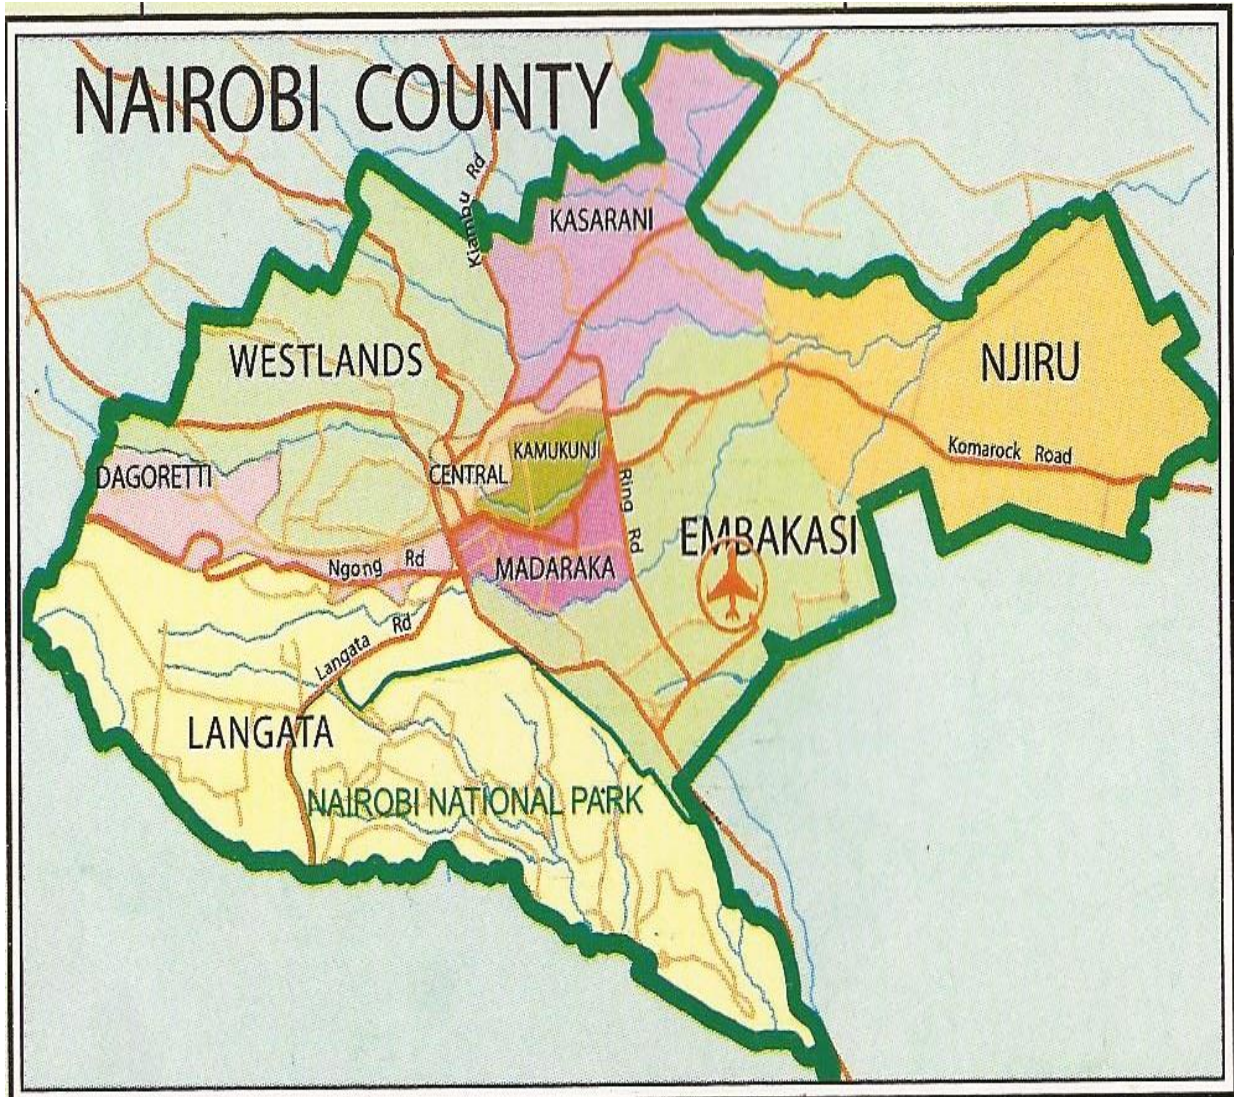 NAIROBI COUNTY
Kiambu Rd
KASARANI
WESTLANDS
NJIRU
KAMUKUNJI
Komarock Road
DAGORETTI
CENTRAL
Ring Rd
EMBAKASI
Ngong Rd
MADARAKA
Langata Rd
LANGATA
NAIROBI NATIONAL PARK